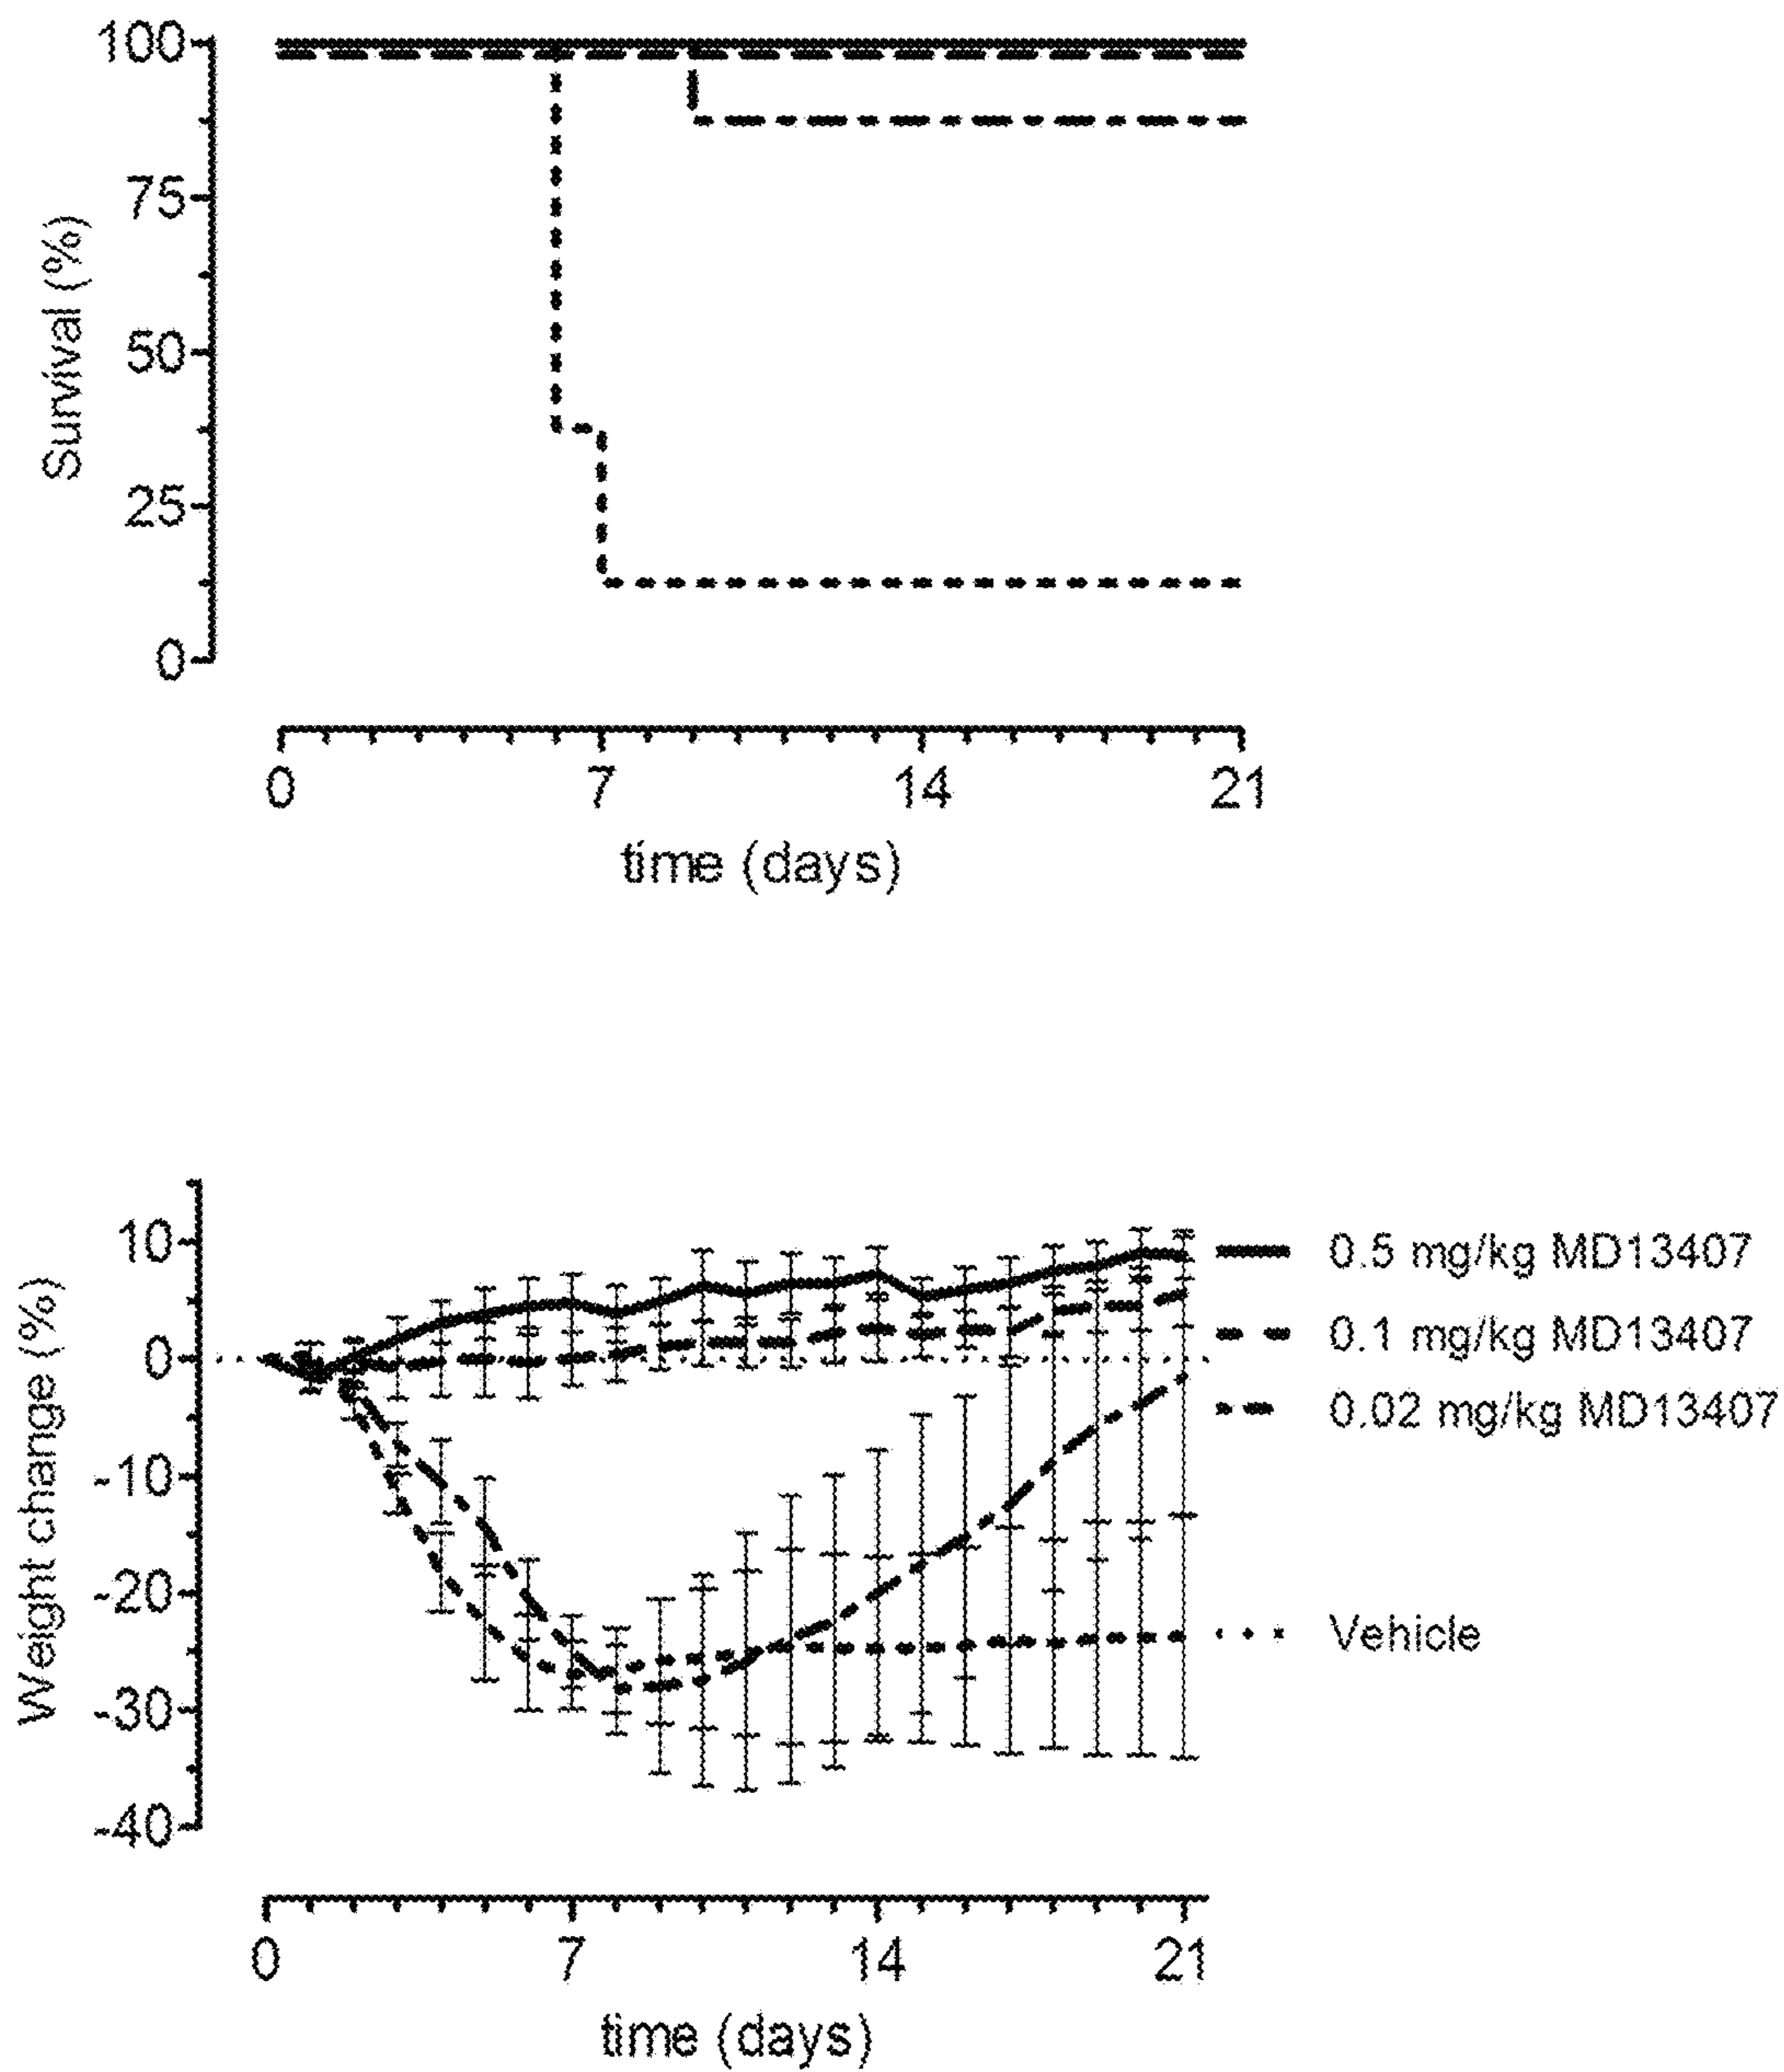 100
75
50
25
0
Survival (%)
0 7 14 21
time (days)
10
0
-10
-20
-30
-40
Weight change (%)
0.5 mg/kg MD13407
0.1 mg/kg MD13407
0.02 mg/kg MD13407
Vehicle
0 7 14 21
time (days)